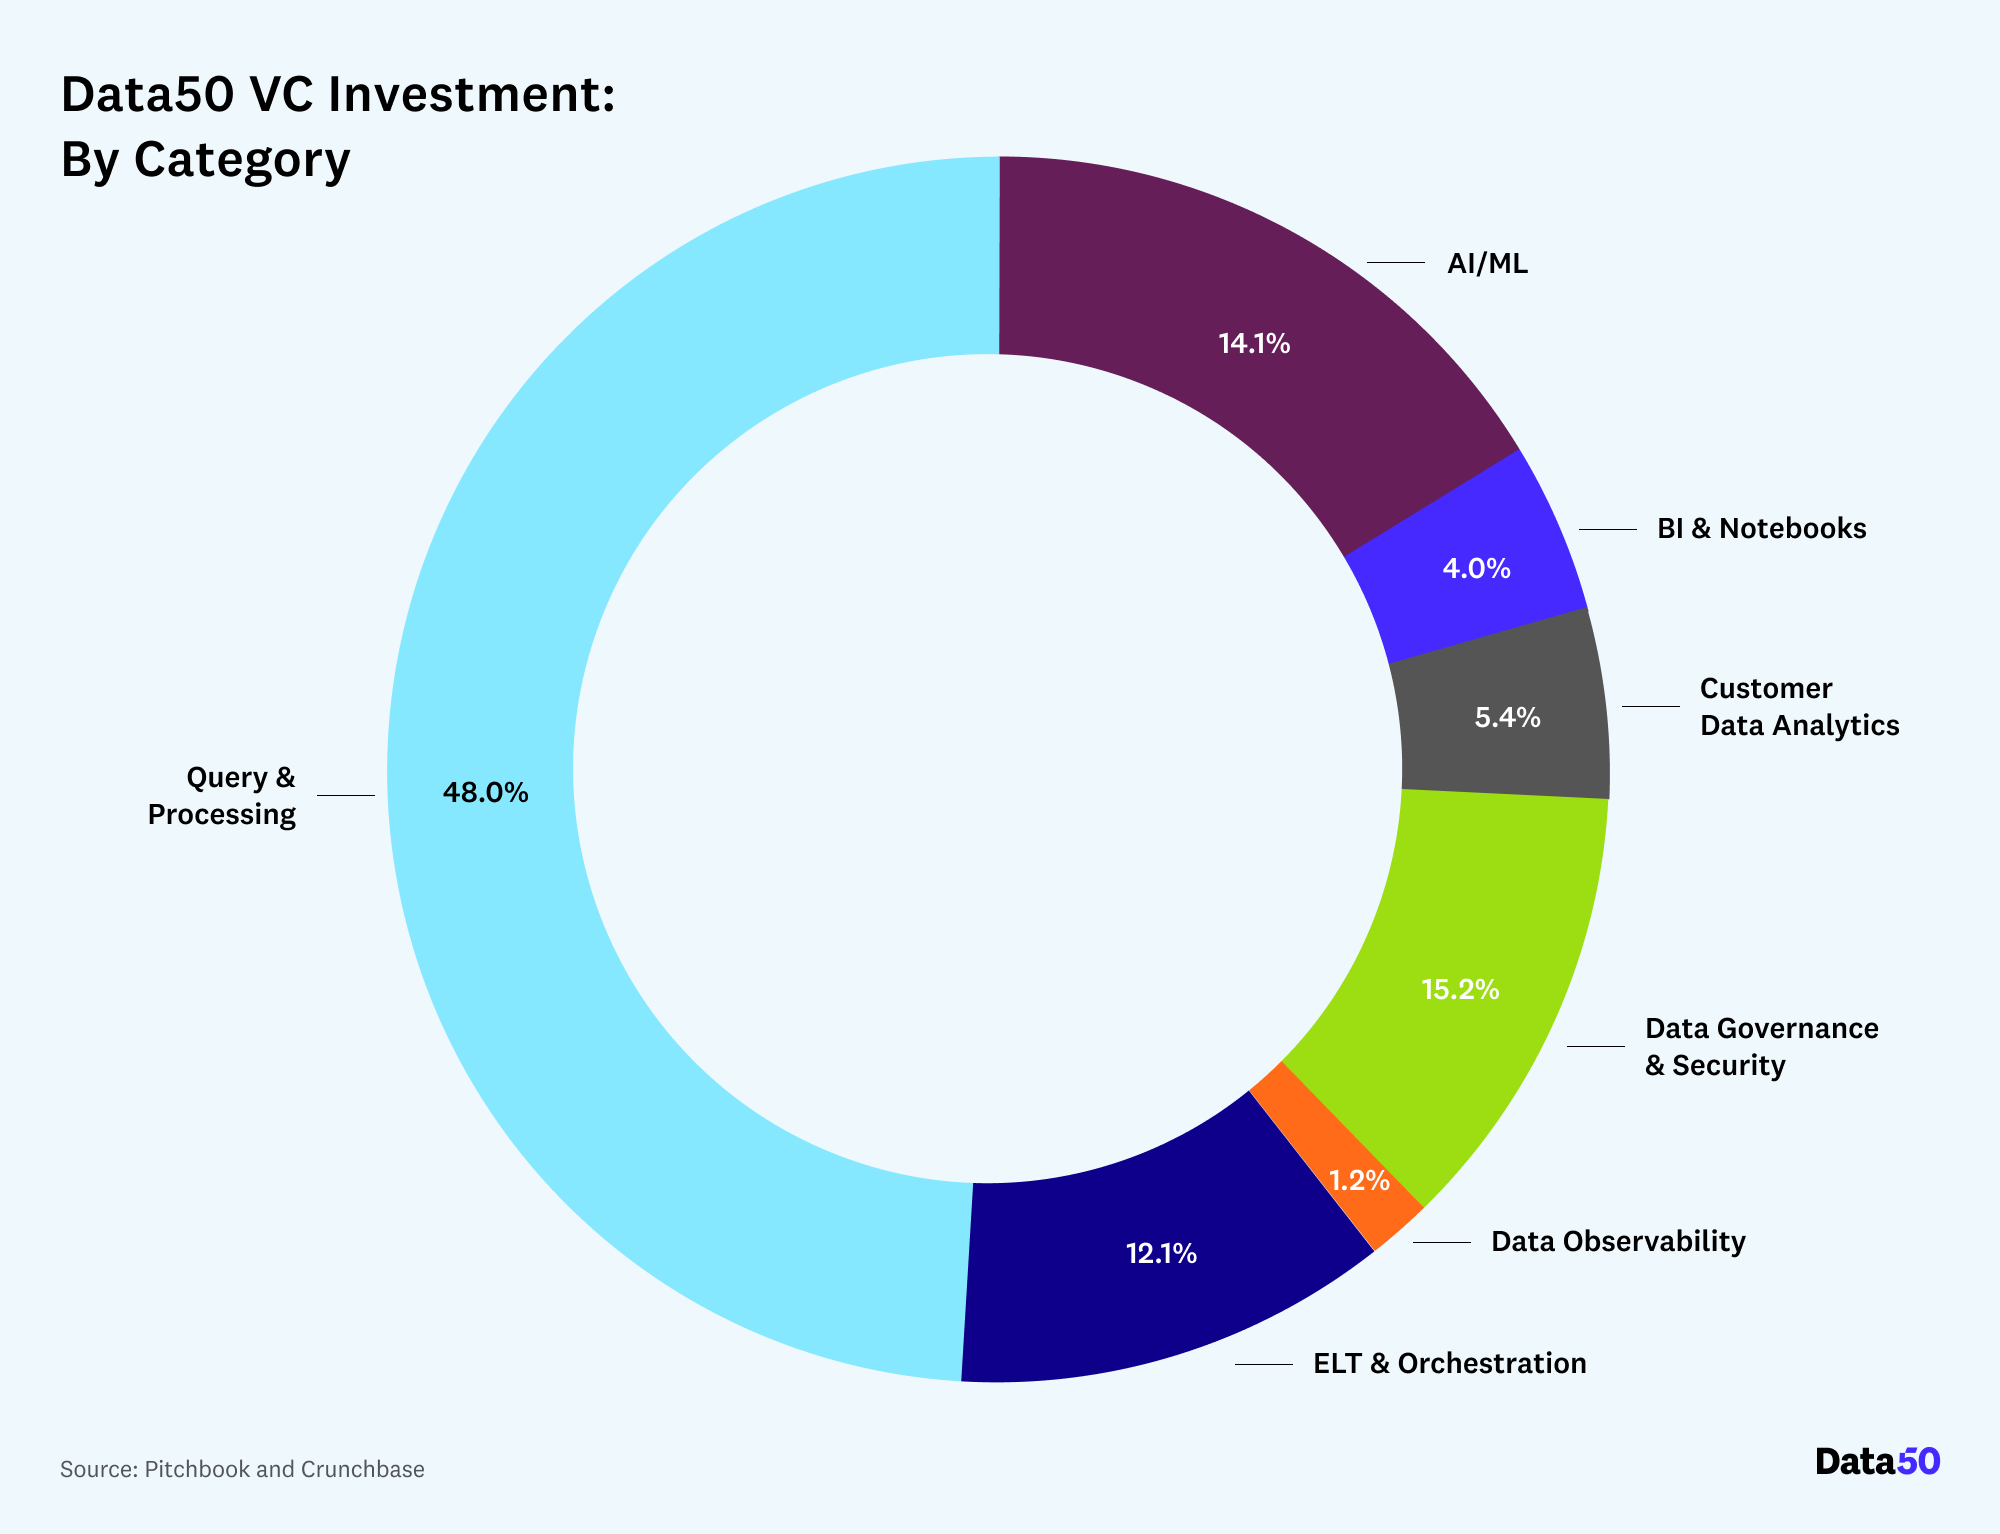 Data50 VC Investment:
By Category
AI/ML
14.1%
BI & Notebooks
4.0%
Customer
Data Analytics
5.4%
Query &
Processing
48.0%
15.2%
Data Governance
& Security
1.2%
Data Observability
12.1%
ELT & Orchestration
Source: Pitchbook and Crunchbase
Data50